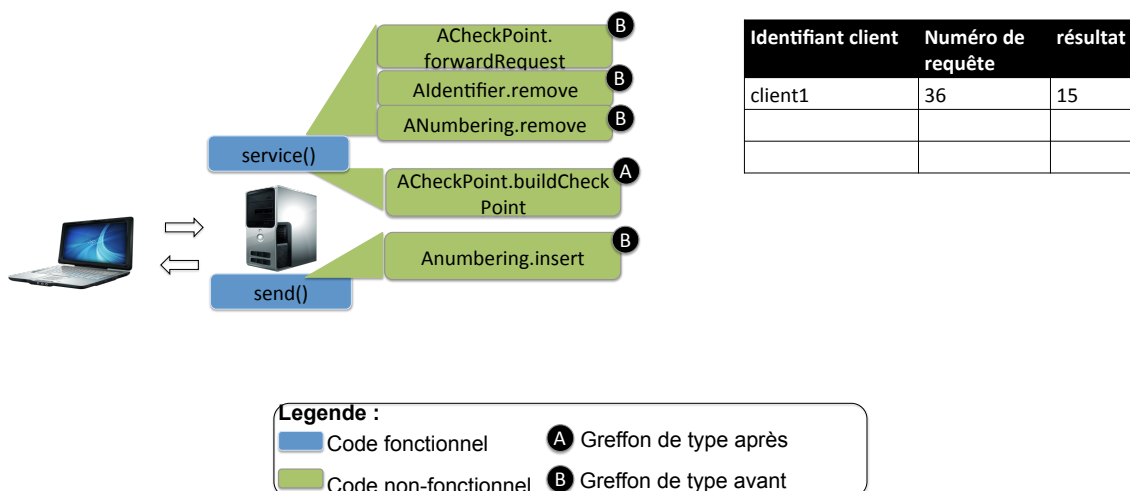 ACheckPoint.
forwardRequest
B
AIdentifier.remove
B
ANumbering.remove
B
service()
ACheckPoint.buildCheck
Point
A
Anumbering.insert
B
send()
Identifiant client Numéro de requête résultat
client1 36 15
Legende :
Code fonctionnel
A Greffon de type après
Code non-fonctionnel
B Greffon de type avant